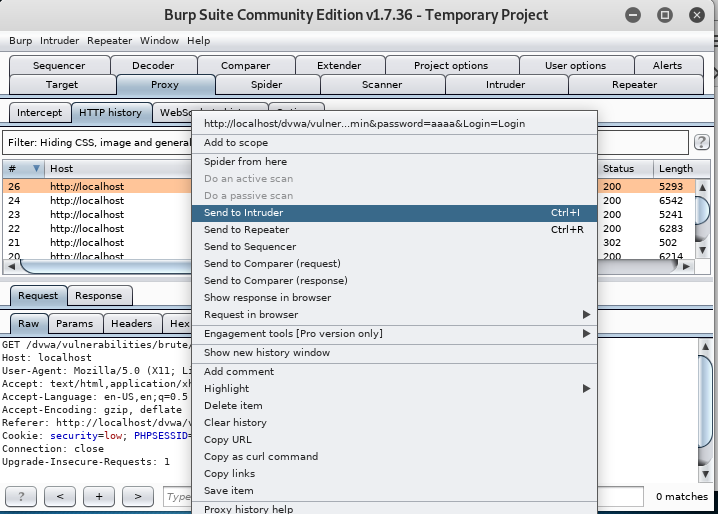 Burp Suite Community Edition v1.7.36 - Temporary Project
Burp Intruder Repeater Window Help
Sequencer Decoder Comparer Extender Project options User options Alerts
Target Proxy Spider Scanner Intruder Repeater
Intercept HTTP history
Filter: Hiding CSS, image and general ?
# Host Status Length
26 http://localhost 200 5293
24 http://localhost 200 6542
23 http://localhost 200 5241
22 http://localhost 200 6283
21 http://localhost 302 502
20 http://localhost 200 6214
http://localhost/dvwa/vulner...min&password=aaaa&Login=Login
Add to scope
Spider from here
Do an active scan
Do a passive scan
Send to Intruder Ctrl+I
Send to Repeater Ctrl+R
Send to Sequencer
Send to Comparer (request)
Send to Comparer (response)
Show response in browser
Request in browser
Engagement tools [Pro version only]
Show new history window
Add comment
Highlight
Delete item
Clear history
Copy URL
Copy as curl command
Copy links
Save item
Proxy history help
Request Response
Raw Params Headers Hex
GET /dvwa/vulnerabilities/brute/
Host: localhost
User-Agent: Mozilla/5.0 (X11; Li
Accept: text/html,application/xh
Accept-Language: en-US,en;q=0.5
Accept-Encoding: gzip, deflate
Referer: http://localhost/dvwa/v
Cookie: security=low; PHPSESSID=
Connection: close
Upgrade-Insecure-Requests: 1
? < + > Type 0 matches